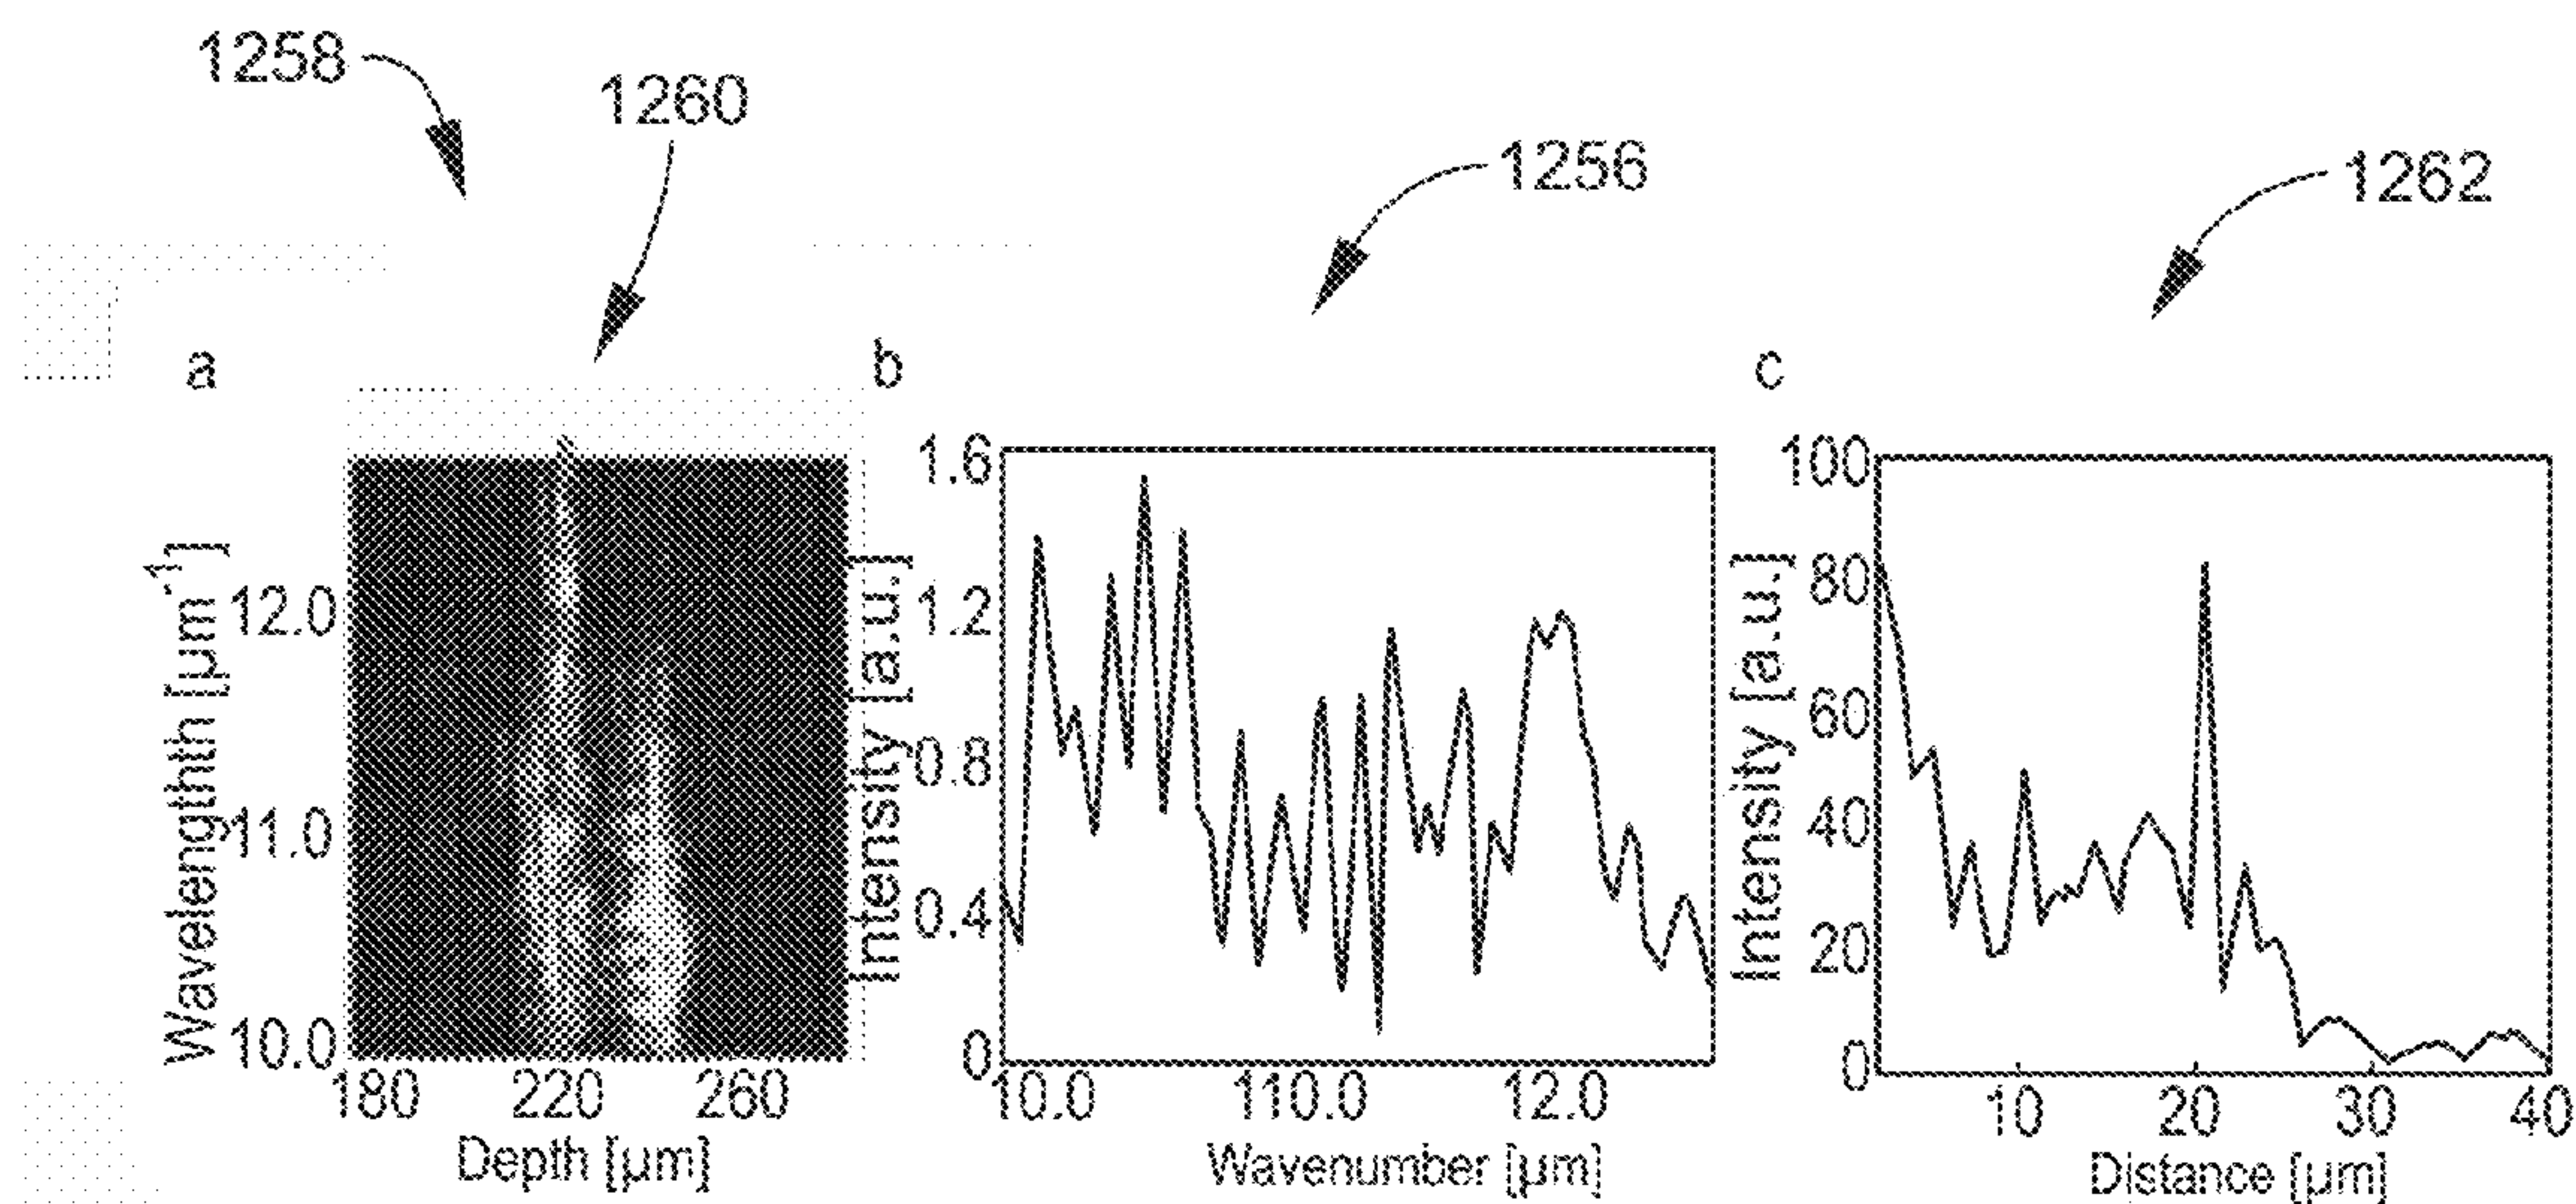 1258
1260
1256
1262
a
b
c
Wavelengthth [µm⁻¹]
12.0
11.0
10.0
180 220 260
Depth [µm]
Intensity [a.u.]
1.6
1.2
0.8
0.4
0
10.0 110.0 12.0
Wavenumber [µm]
Intensity [a.u.]
100
80
60
40
20
0
10 20 30 40
Distance [µm]